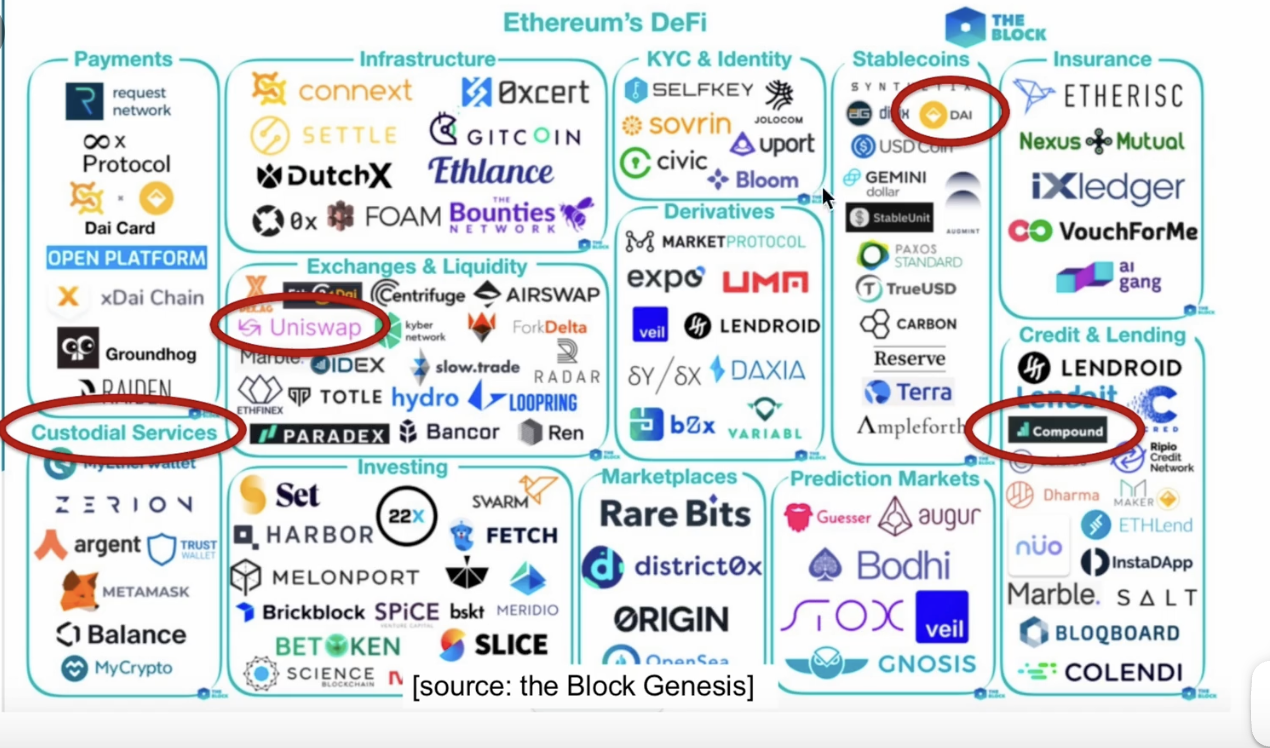 Ethereum's DeFi
THE
BLOCK
Payments
request
network
x
Protocol
Dai Card
OPEN PLATFORM
xDai Chain
Groundhog
RAIDEN
Infrastructure
connext
0xcert
SETTLE
GITCOIN
DutchX
Ethlance
0x
FOAM
THE
Bounties
NETWORK
KYC & Identity
SELFKEY
JOLOCOM
sovrin
uport
civic
Bloom
Stablecoins
SYNTHETIX
DAI
USD Coin
GEMINI
dollar
StableUnit
AUGMINT
PAXOS
STANDARD
TrueUSD
CARBON
Reserve
Terra
Ampleforth
Insurance
ETHERISC
Nexus Mutual
iXledger
VouchForMe
ai
gang
Exchanges & Liquidity
DEX.AG
Centrifuge
AIRSWAP
Uniswap
kyber
network
ForkDelta
Marble.
IDEX
slow.trade
RADAR
ETHFINEX
TOTLE
hydro
LOOPRING
PARADEX
Bancor
Ren
Derivatives
MARKETPROTOCOL
expo
UMA
veil
LENDROID
δY/δX
DAXIA
b0x
VARIABL
Credit & Lending
LENDROID
Lendoit
Compound
Ripio
Credit
Network
Dharma
MAKER
nüo
ETHLend
InstaDApp
Marble.
SALT
BLOQBOARD
COLENDI
Custodial Services
MyEtherWallet
ZERION
argent
TRUST
WALLET
METAMASK
Balance
MyCrypto
Investing
Set
22X
SWARM
HARBOR
FETCH
MELONPORT
Brickblock
SPiCE
VENTURE CAPITAL
bskt
MERIDIO
BETOKEN
SLICE
SCIENCE
BLOCKCHAIN
Marketplaces
Rare Bits
district0x
ØRIGIN
OpenSea
Prediction Markets
Guesser
augur
Bodhi
STOX
veil
GNOSIS
[source: the Block Genesis]